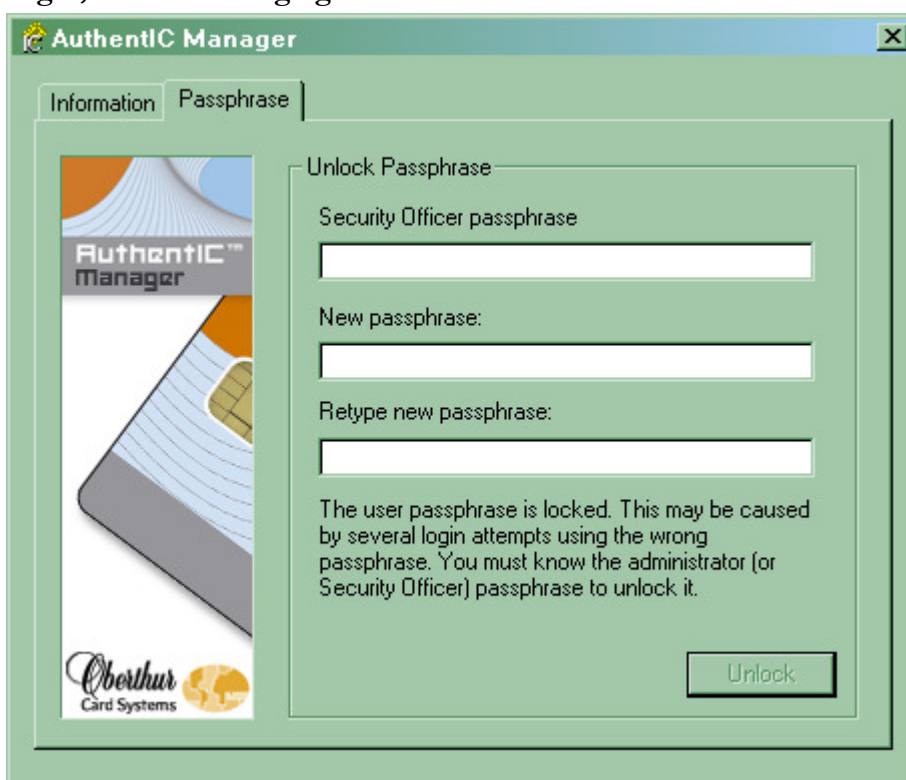 AuthentIC Manager
Information
Passphrase
AuthentIC™
Manager
Unlock Passphrase
Security Officer passphrase
New passphrase:
Retype new passphrase:
The user passphrase is locked. This may be caused
by several login attempts using the wrong
passphrase. You must know the administrator (or
Security Officer) passphrase to unlock it.
Oberthur
Card Systems
Unlock